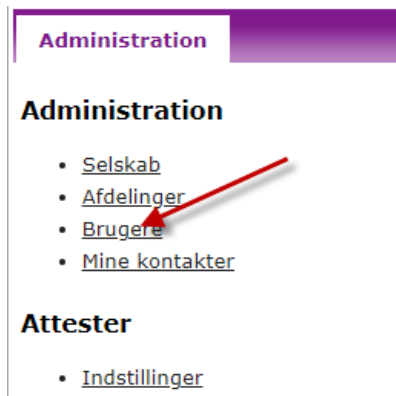 Administration
Administration
Selskab
Afdelinger
Brugere
Mine kontakter
Attester
Indstillinger